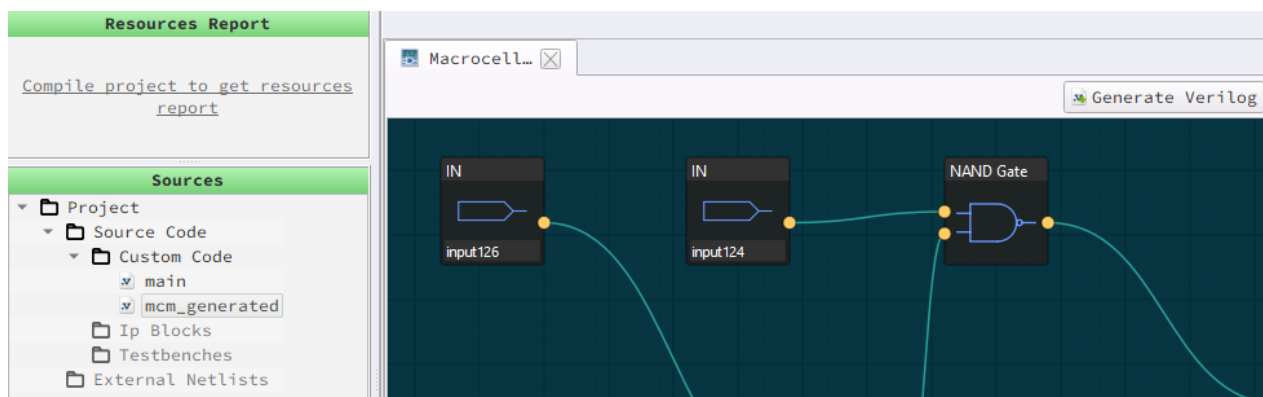 Resources Report
Compile project to get resources
report
Sources
Project
Source Code
Custom Code
main
mcm_generated
Ip Blocks
Testbenches
External Netlists
Macrocell…
Generate Verilog
IN
input126
IN
input124
NAND Gate